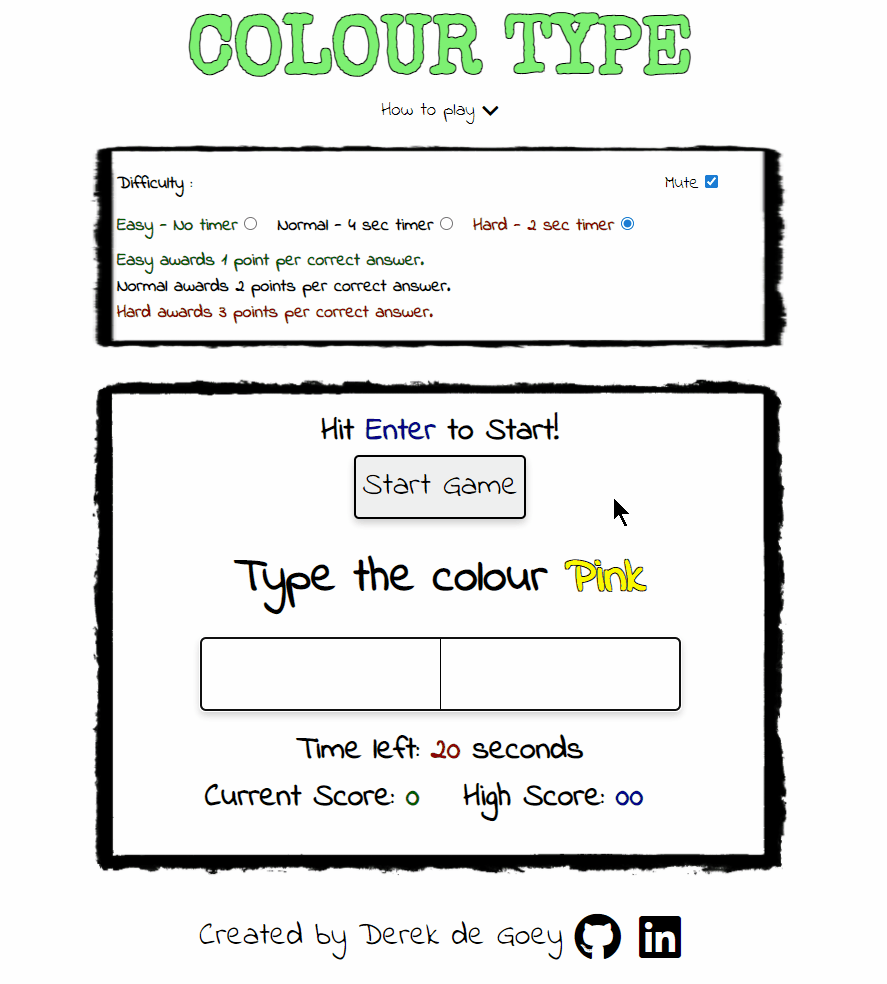 COLOUR TYPE
How to play
Difficulty : Mute
Easy - No timer Normal - 4 sec timer Hard - 2 sec timer
Easy awards 1 point per correct answer.
Normal awards 2 points per correct answer.
Hard awards 3 points per correct answer.
Hit Enter to Start!
Start Game
Type the colour Pink
Time left: 20 seconds
Current Score: 0 High Score: 00
Created by Derek de Goey in